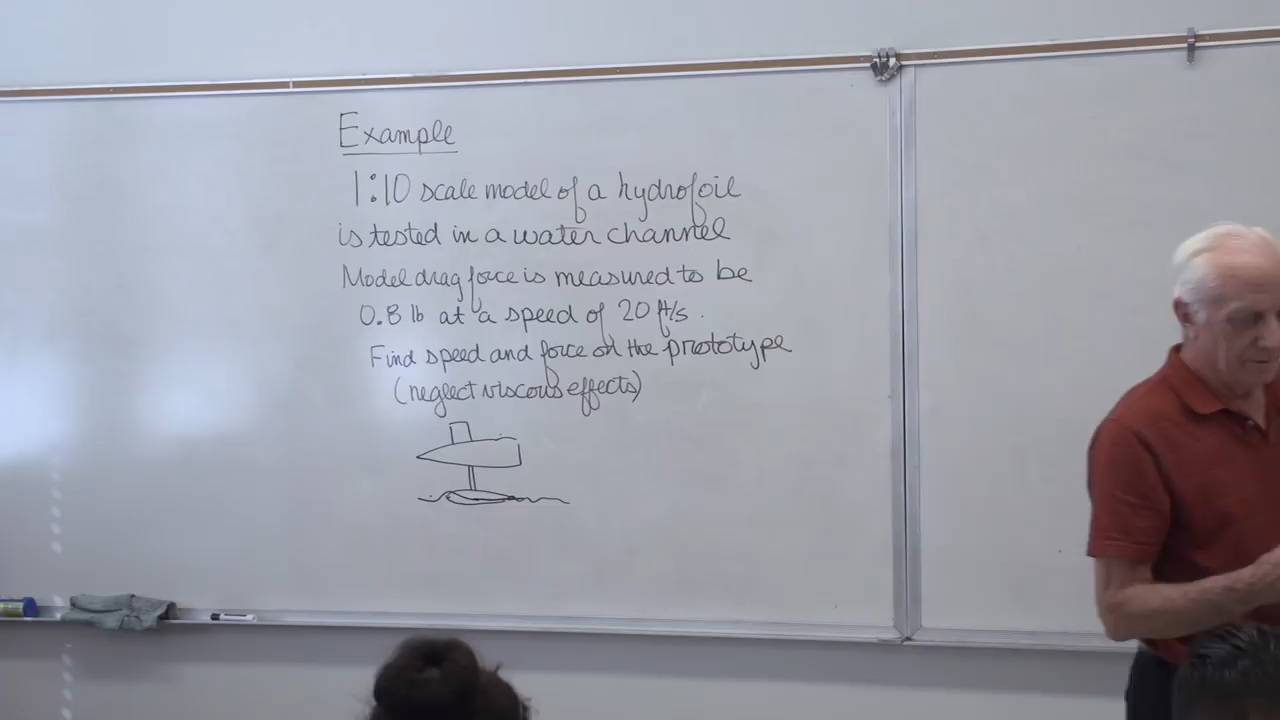 Example
1:10 scale model of a hydrofoil
is tested in a water channel
Model drag force is measured to be
0.8 lb at a speed of 20 ft/s.
Find speed and force on the prototype
(neglect viscous effects)